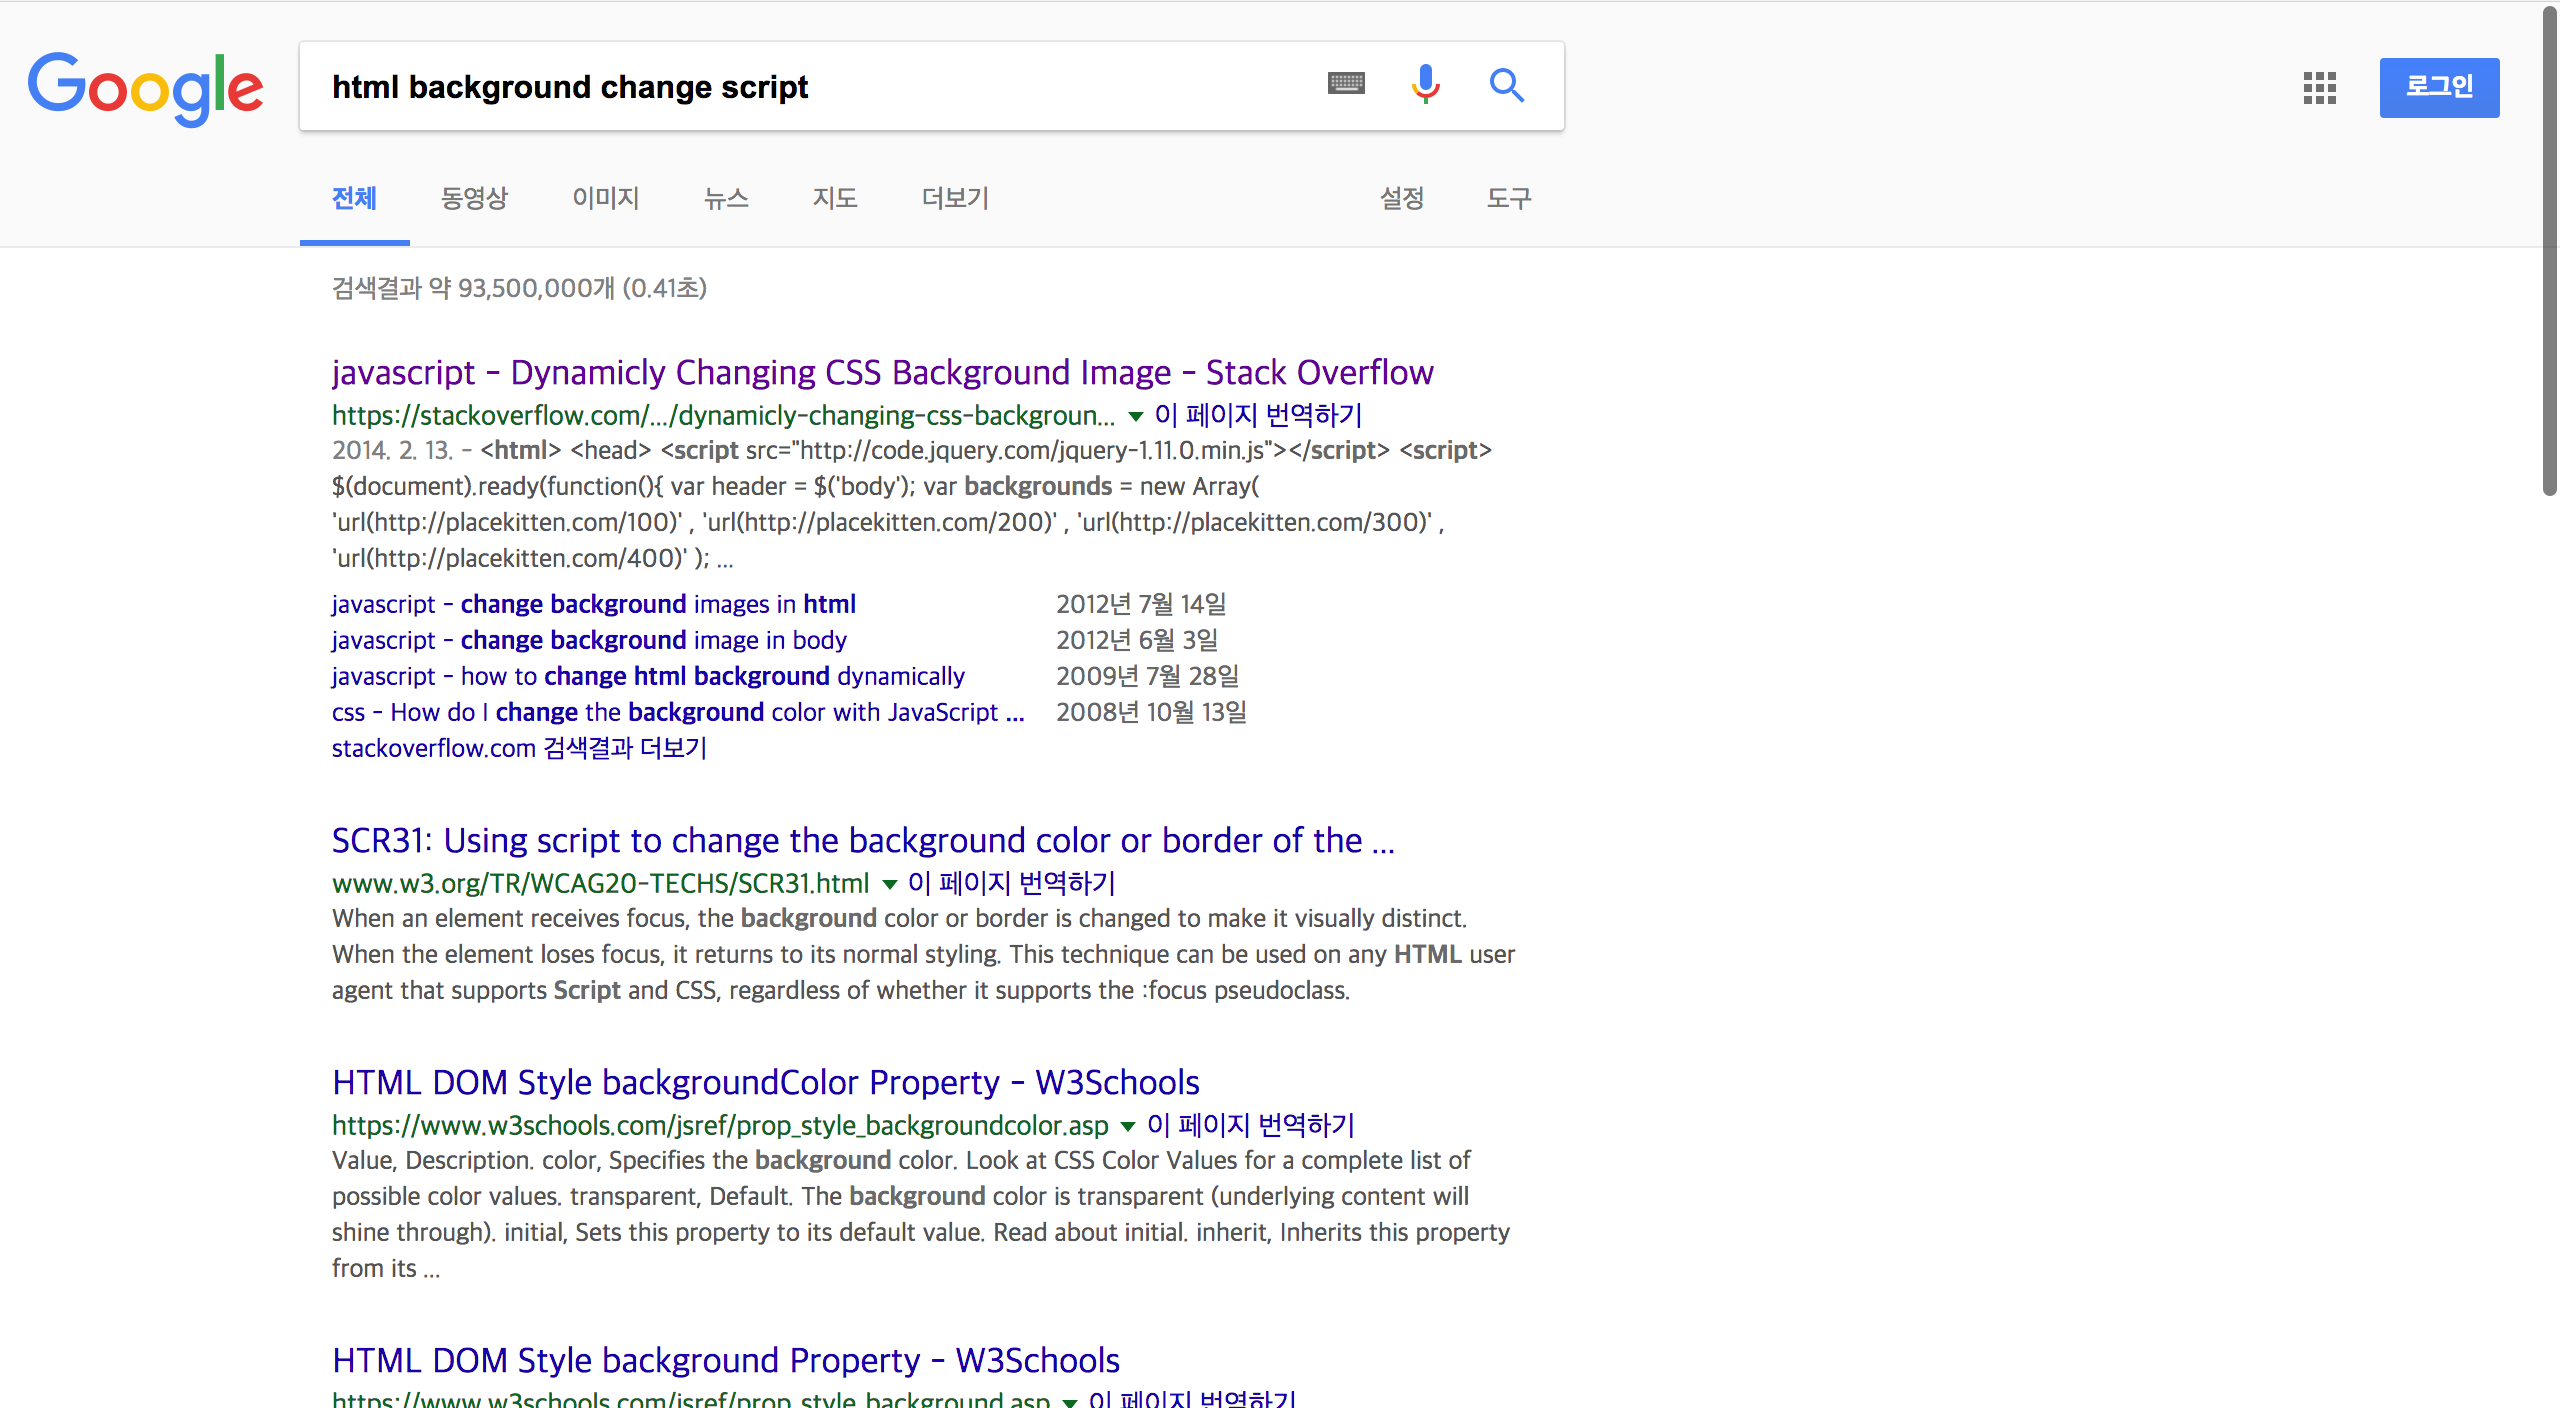 Google
html background change script
로그인
전체 동영상 이미지 뉴스 지도 더보기 설정 도구
검색결과 약 93,500,000개 (0.41초)
javascript - Dynamicly Changing CSS Background Image - Stack Overflow
https://stackoverflow.com/.../dynamicly-changing-css-backgroun... 이 페이지 번역하기
2014. 2. 13. - <html> <head> <script src="http://code.jquery.com/jquery-1.11.0.min.js"></script> <script>
$(document).ready(function(){ var header = $('body'); var backgrounds = new Array(
'url(http://placekitten.com/100)' , 'url(http://placekitten.com/200)' , 'url(http://placekitten.com/300)' ,
'url(http://placekitten.com/400)' ); ...
javascript - change background images in html 2012년 7월 14일
javascript - change background image in body 2012년 6월 3일
javascript - how to change html background dynamically 2009년 7월 28일
css - How do I change the background color with JavaScript ... 2008년 10월 13일
stackoverflow.com 검색결과 더보기
SCR31: Using script to change the background color or border of the ...
www.w3.org/TR/WCAG20-TECHS/SCR31.html 이 페이지 번역하기
When an element receives focus, the background color or border is changed to make it visually distinct.
When the element loses focus, it returns to its normal styling. This technique can be used on any HTML user
agent that supports Script and CSS, regardless of whether it supports the :focus pseudoclass.
HTML DOM Style backgroundColor Property - W3Schools
https://www.w3schools.com/jsref/prop_style_backgroundcolor.asp 이 페이지 번역하기
Value, Description. color, Specifies the background color. Look at CSS Color Values for a complete list of
possible color values. transparent, Default. The background color is transparent (underlying content will
shine through). initial, Sets this property to its default value. Read about initial. inherit, Inherits this property
from its ...
HTML DOM Style background Property - W3Schools
https://www.w3schools.com/jsref/prop_style_background.asp 이 페이지 번역하기